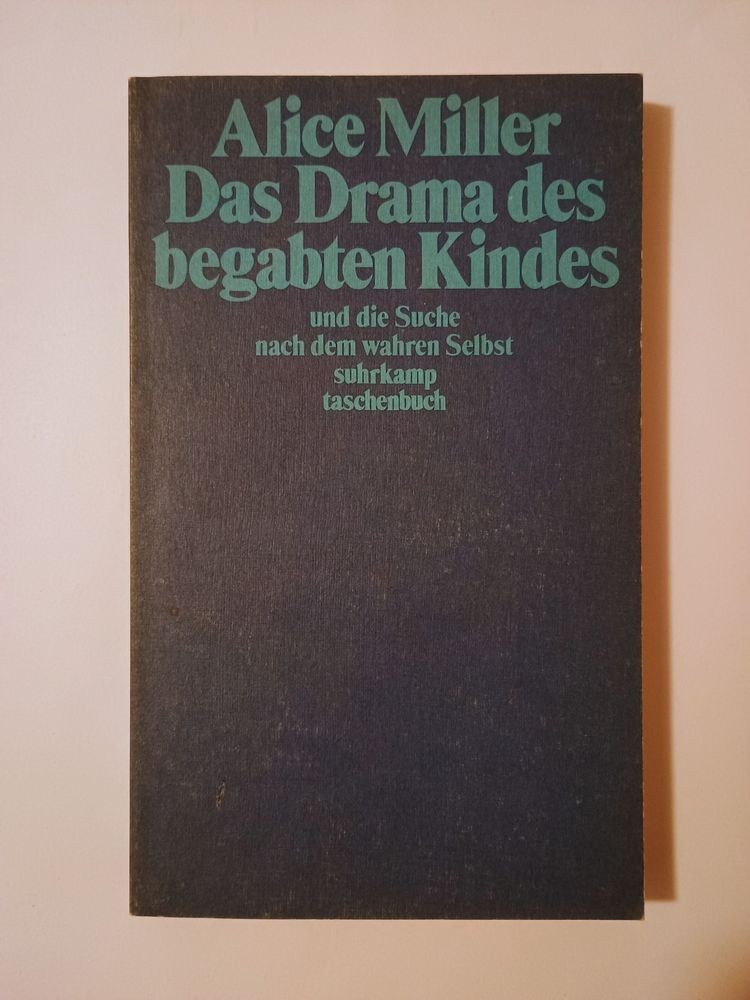 Alice Miller
Das Drama des
begabten Kindes
und die Suche
nach dem wahren Selbst
suhrkamp
taschenbuch